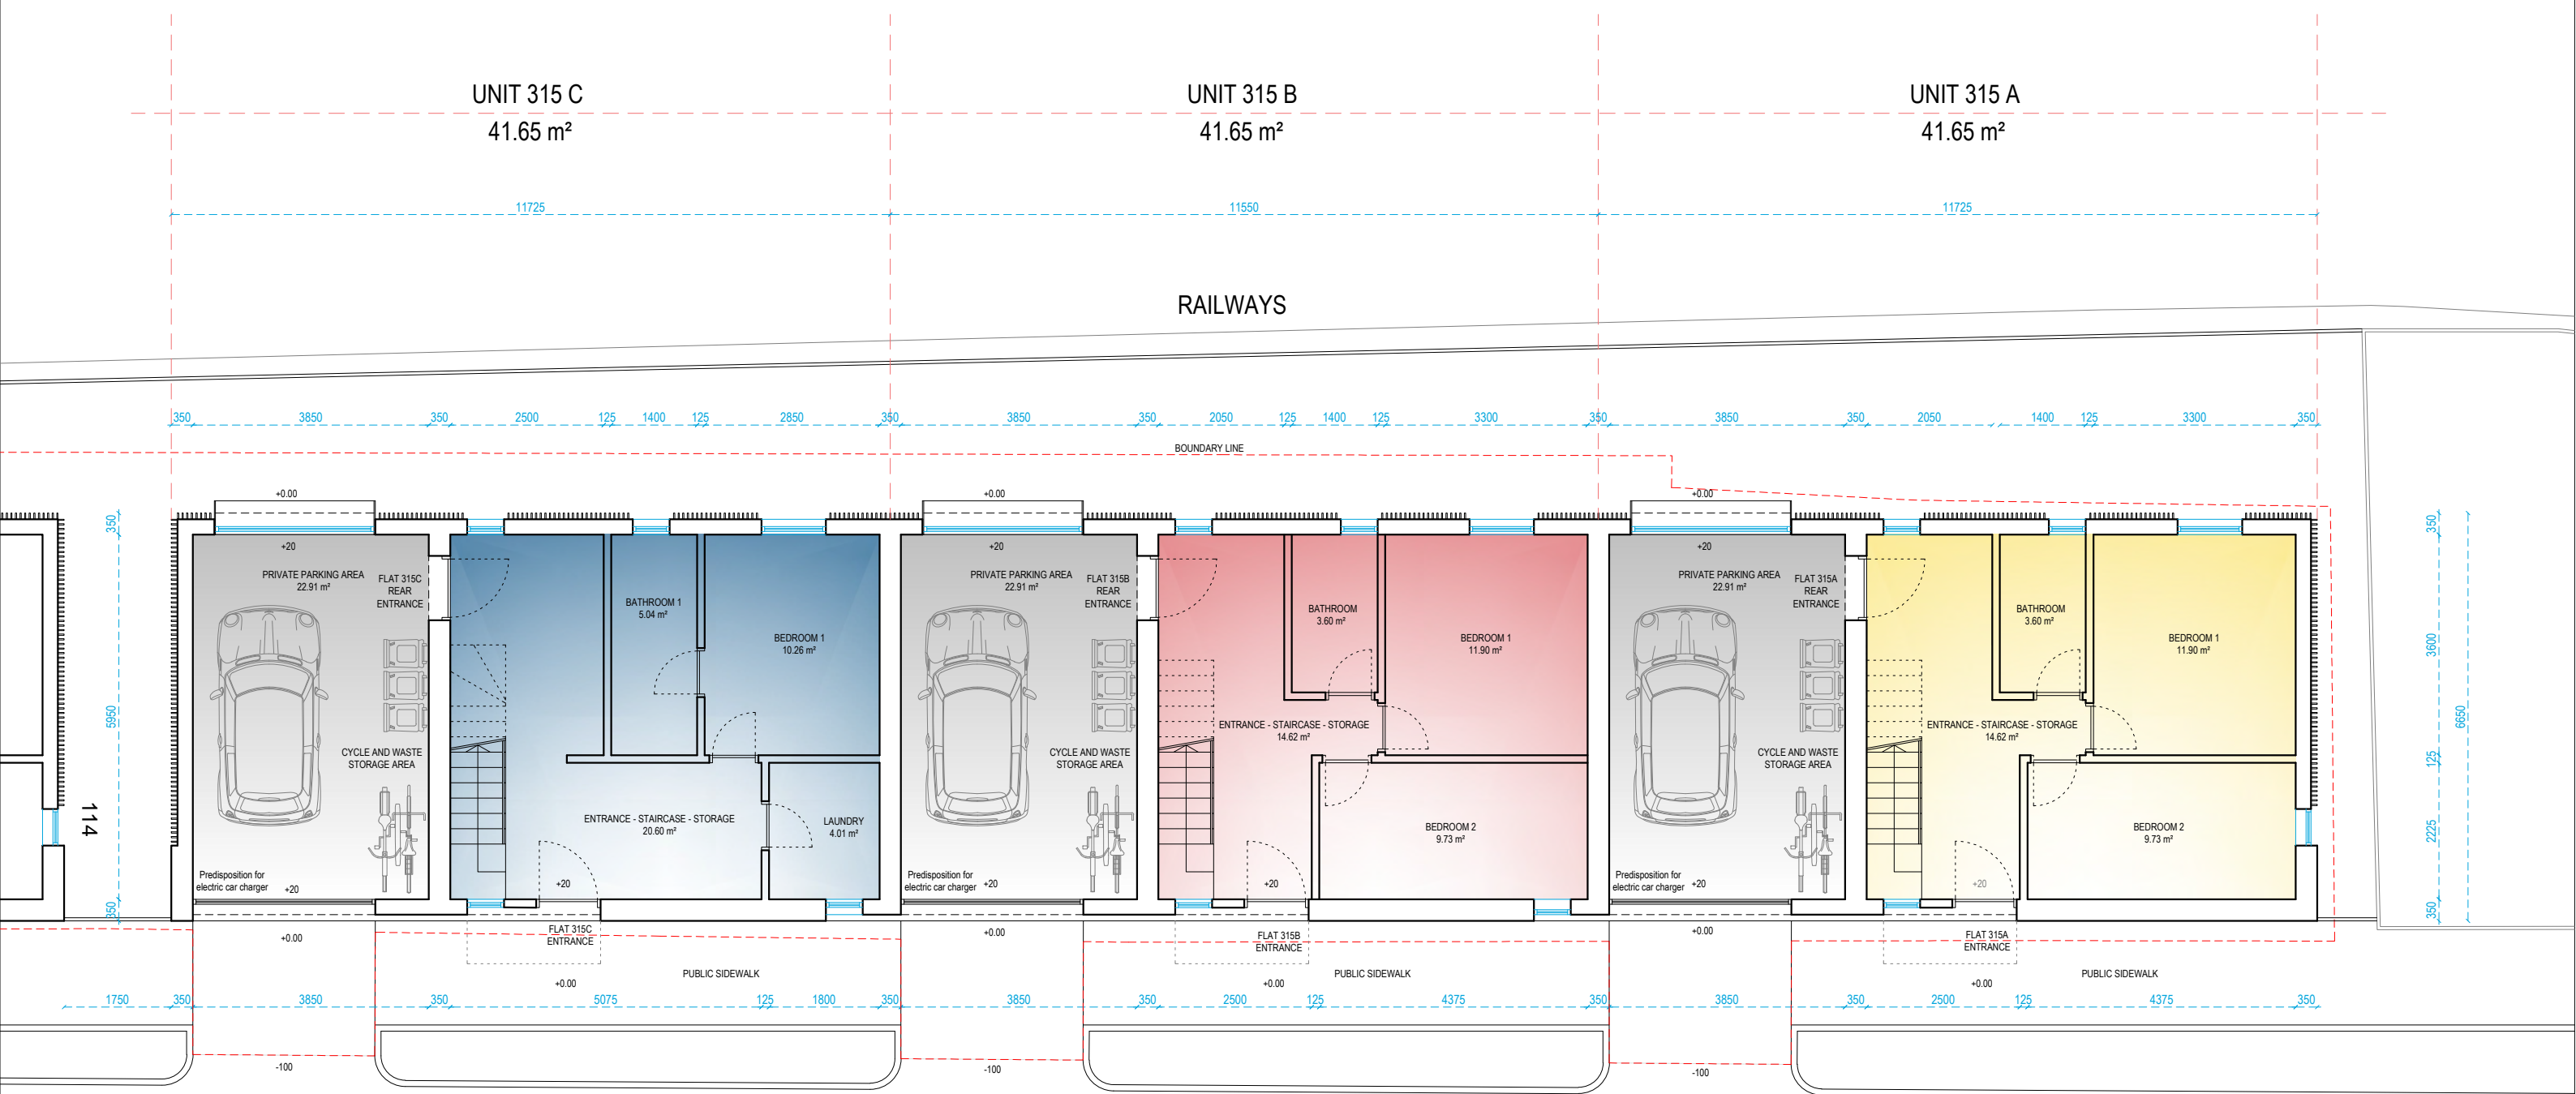 UNIT 315 C
41.65 m²
UNIT 315 B
41.65 m²
UNIT 315 A
41.65 m²
11725
11550
11725
RAILWAYS
350 3850 350 2500 125 1400 125 2850 350 3850 350 2050 125 1400 125 3300 350 3850 350 2050 1400 125 3300 350
BOUNDARY LINE
+0.00
+0.00
+0.00
350
5950
350
114
+20
PRIVATE PARKING AREA
22.91 m²
FLAT 315C
REAR
ENTRANCE
CYCLE AND WASTE
STORAGE AREA
Predisposition for
electric car charger
+20
BATHROOM 1
5.04 m²
BEDROOM 1
10.26 m²
ENTRANCE - STAIRCASE - STORAGE
20.60 m²
LAUNDRY
4.01 m²
+20
+20
PRIVATE PARKING AREA
22.91 m²
FLAT 315B
REAR
ENTRANCE
CYCLE AND WASTE
STORAGE AREA
Predisposition for
electric car charger
+20
BATHROOM
3.60 m²
BEDROOM 1
11.90 m²
ENTRANCE - STAIRCASE - STORAGE
14.62 m²
BEDROOM 2
9.73 m²
+20
+20
PRIVATE PARKING AREA
22.91 m²
FLAT 315A
REAR
ENTRANCE
CYCLE AND WASTE
STORAGE AREA
Predisposition for
electric car charger
+20
BATHROOM
3.60 m²
BEDROOM 1
11.90 m²
ENTRANCE - STAIRCASE - STORAGE
14.62 m²
BEDROOM 2
9.73 m²
+20
350
3600
125
2225
350
6650
+0.00
FLAT 315C
ENTRANCE
+0.00
PUBLIC SIDEWALK
+0.00
FLAT 315B
ENTRANCE
+0.00
PUBLIC SIDEWALK
+0.00
FLAT 315A
ENTRANCE
+0.00
PUBLIC SIDEWALK
1750 350 3850 350 5075 125 1800 350 3850 350 2500 125 4375 350 3850 350 2500 125 4375 350
-100
-100
-100